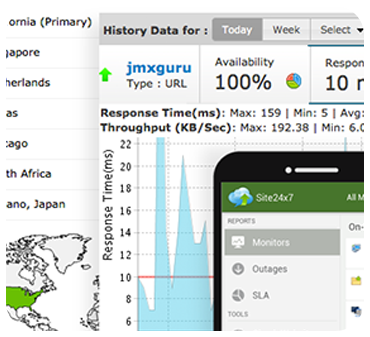 ornia (Primary)
gapore
herlands
as
cago
th Africa
ano, Japan
History Data for : Today Week Select
jmxguru
Type : URL
Availability
100%
Respon
10 m
Response Time(ms): Max: 159 | Min: 5 | Avg:
Throughput (KB/Sec): Max: 192.38 | Min: 6.0
Response Time(ms)
22
20
18
16
14
12
10
8
6
Site24x7
All M
REPORTS
Monitors
Outages
SLA
TOOLS
On-